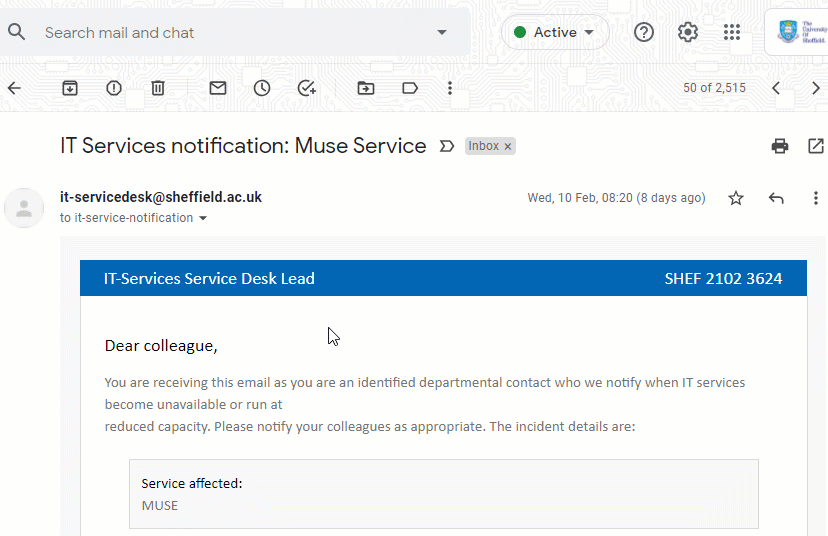 Search mail and chat
Active
The
University
Of
Sheffield.
50 of 2,515
IT Services notification: Muse Service
Inbox ×
it-servicedesk@sheffield.ac.uk
Wed, 10 Feb, 08:20 (8 days ago)
to it-service-notification
IT-Services Service Desk Lead
SHEF 2102 3624
Dear colleague,
You are receiving this email as you are an identified departmental contact who we notify when IT services
become unavailable or run at
reduced capacity. Please notify your colleagues as appropriate. The incident details are:
Service affected:
MUSE